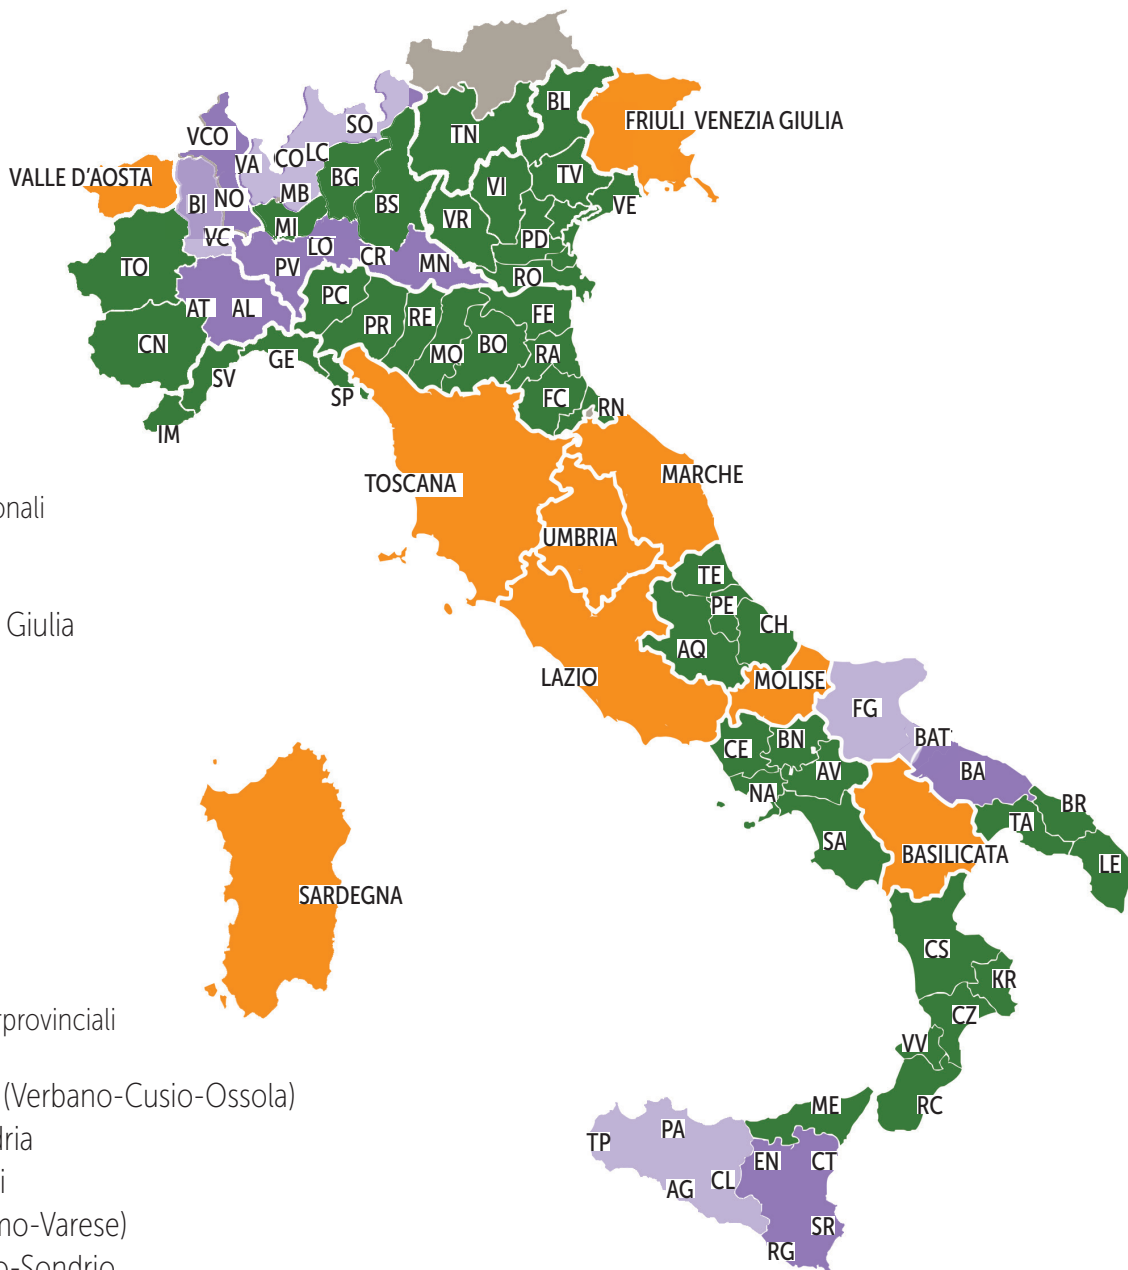 BL
FRIULI VENEZIA GIULIA
SO
TN
VCO
VA
CO
LC
BG
TV
VALLE D'AOSTA
VI
BI
NO
MB
BS
VE
VR
MI
VC
LO
PD
TO
PV
CR
MN
RO
PC
AT
AL
PR
RE
FE
CN
GE
MO
BO
RA
SV
SP
FC
RN
IM
TOSCANA
MARCHE
onali
UMBRIA
TE
PE
CH
Giulia
AQ
LAZIO
MOLISE
FG
CE
BN
BAT
AV
BA
NA
BR
TA
SA
BASILICATA
LE
SARDEGNA
CS
KR
CZ
rprovinciali
VV
(Verbano-Cusio-Ossola)
ME
RC
PA
TP
dria
EN
CT
CL
AG
i
SR
no-Varese)
RG
o-Sondrio